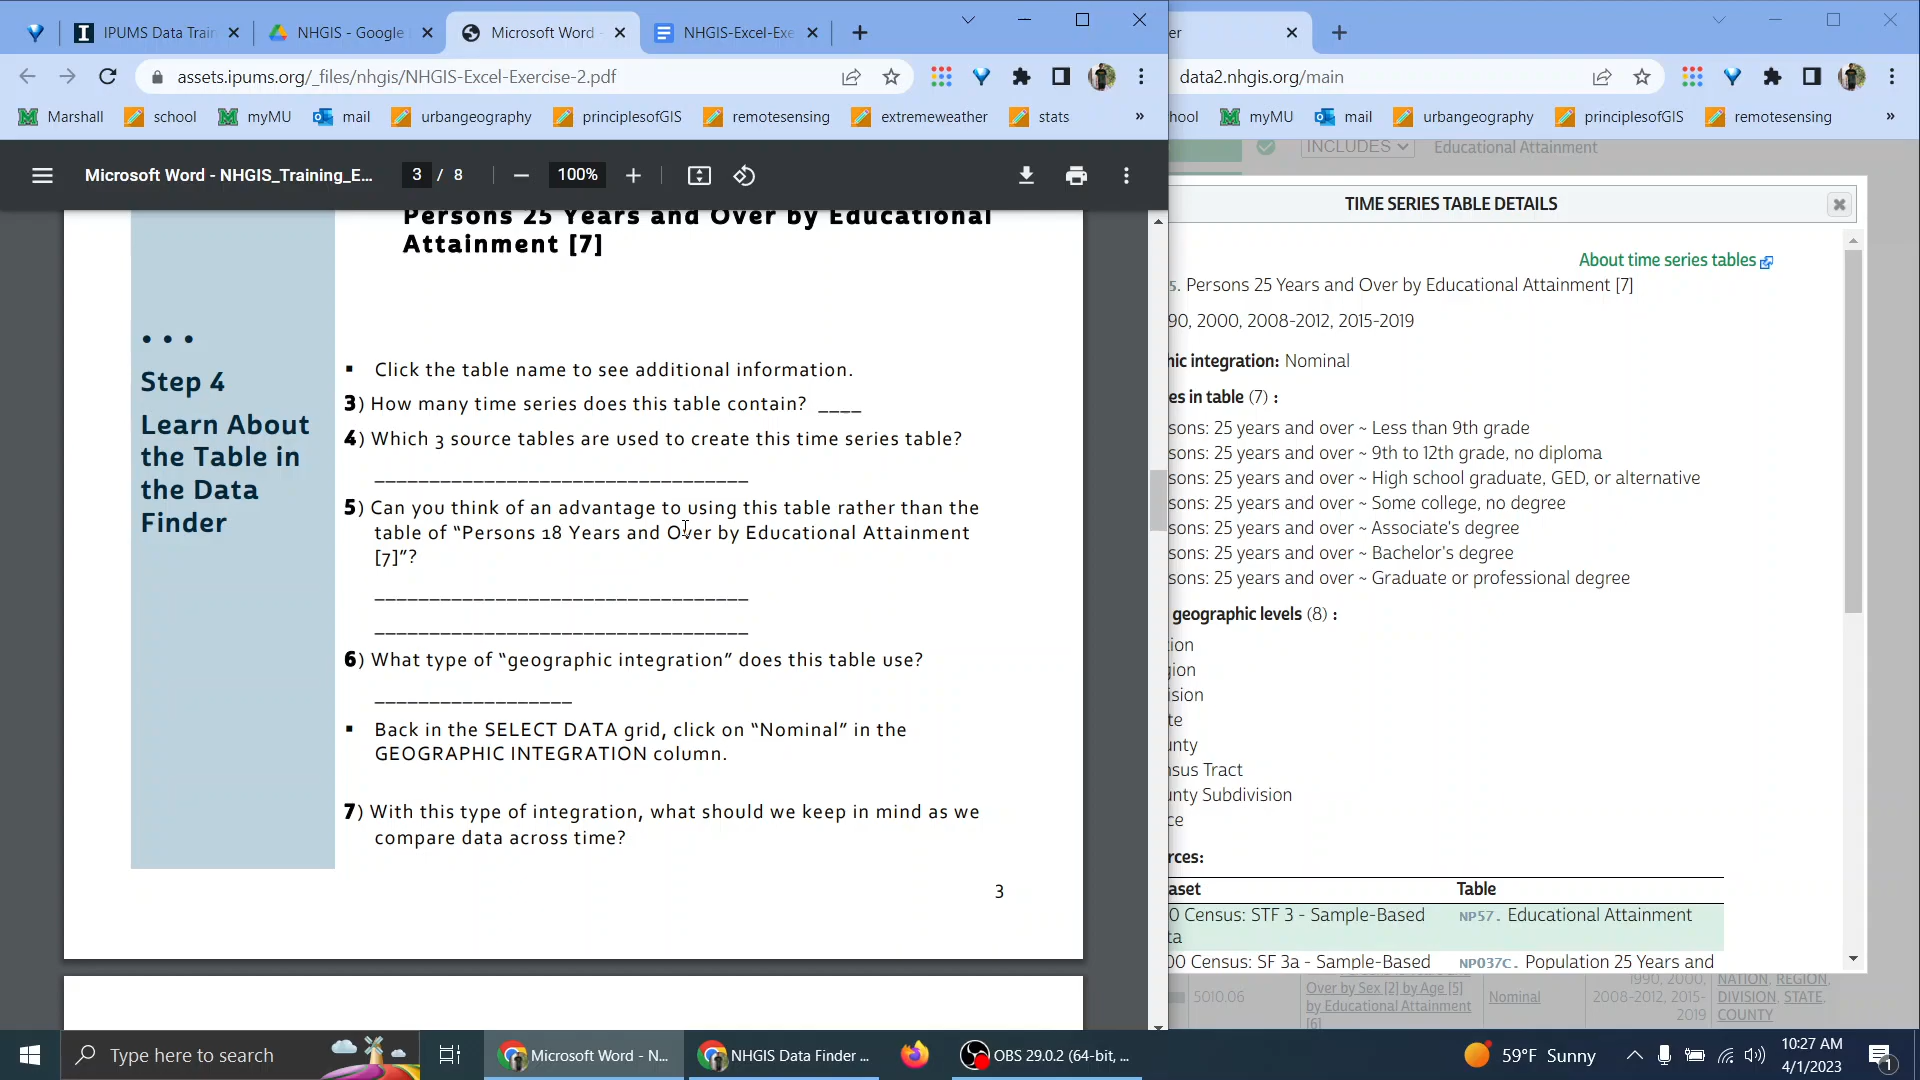 IPUMS Data Train
NHGIS - Google
Microsoft Word -
NHGIS-Excel-Exe
er
assets.ipums.org/_files/nhgis/NHGIS-Excel-Exercise-2.pdf
data2.nhgis.org/main
Marshall
school
myMU
mail
urbangeography
principlesofGIS
remotesensing
extremeweather
stats
»
hool
myMU
mail
urbangeography
principlesofGIS
remotesensing
»
Microsoft Word - NHGIS_Training_E...
3 / 8
100%
INCLUDES
Educational Attainment
Persons 25 Years and Over by Educational
Attainment [7]
• • •
Step 4
Learn About
the Table in
the Data
Finder
▪ Click the table name to see additional information.
3) How many time series does this table contain? ____
4) Which 3 source tables are used to create this time series table?
__________________________________
5) Can you think of an advantage to using this table rather than the
table of “Persons 18 Years and Over by Educational Attainment
[7]”?
__________________________________
__________________________________
6) What type of “geographic integration” does this table use?
__________________
▪ Back in the SELECT DATA grid, click on “Nominal” in the
GEOGRAPHIC INTEGRATION column.
7) With this type of integration, what should we keep in mind as we
compare data across time?
3
TIME SERIES TABLE DETAILS
About time series tables
5. Persons 25 Years and Over by Educational Attainment [7]
90, 2000, 2008-2012, 2015-2019
hic integration: Nominal
es in table (7) :
sons: 25 years and over ~ Less than 9th grade
sons: 25 years and over ~ 9th to 12th grade, no diploma
sons: 25 years and over ~ High school graduate, GED, or alternative
sons: 25 years and over ~ Some college, no degree
sons: 25 years and over ~ Associate's degree
sons: 25 years and over ~ Bachelor's degree
sons: 25 years and over ~ Graduate or professional degree
geographic levels (8) :
ion
gion
ision
te
unty
nsus Tract
unty Subdivision
ce
rces:
aset
Table
0 Census: STF 3 - Sample-Based
ta
NP57. Educational Attainment
00 Census: SF 3a - Sample-Based
NP037C. Population 25 Years and
5010.06
Over by Sex [2] by Age [5]
by Educational Attainment
[6]
Nominal
1990, 2000,
2008-2012, 2015-
2019
NATION, REGION,
DIVISION, STATE,
COUNTY
Type here to search
Microsoft Word - N...
NHGIS Data Finder ...
OBS 29.0.2 (64-bit, ...
59°F Sunny
10:27 AM
4/1/2023
1